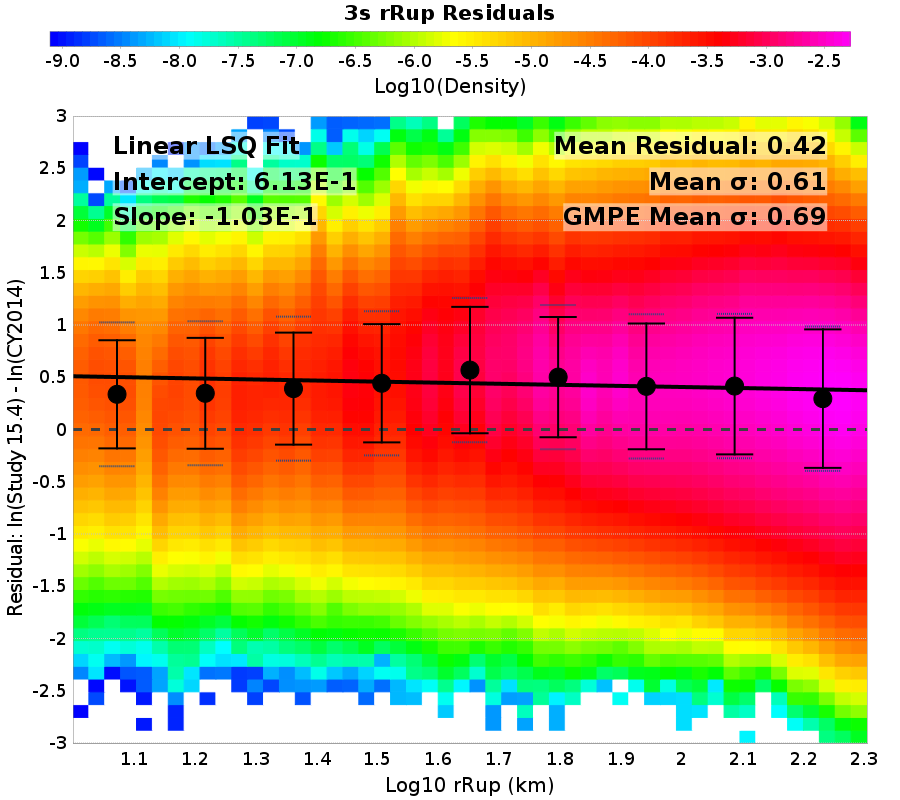 3s rRup Residuals
-9.0 -8.5 -8.0 -7.5 -7.0 -6.5 -6.0 -5.5 -5.0 -4.5 -4.0 -3.5 -3.0 -2.5
Log10(Density)
Linear LSQ Fit
Intercept: 6.13E-1
Slope: -1.03E-1
Mean Residual: 0.42
Mean σ: 0.61
GMPE Mean σ: 0.69
Residual: ln(Study 15.4) - ln(CY2014)
3
2.5
2
1.5
1
0.5
0
-0.5
-1
-1.5
-2
-2.5
-3
1.1 1.2 1.3 1.4 1.5 1.6 1.7 1.8 1.9 2 2.1 2.2 2.3
Log10 rRup (km)